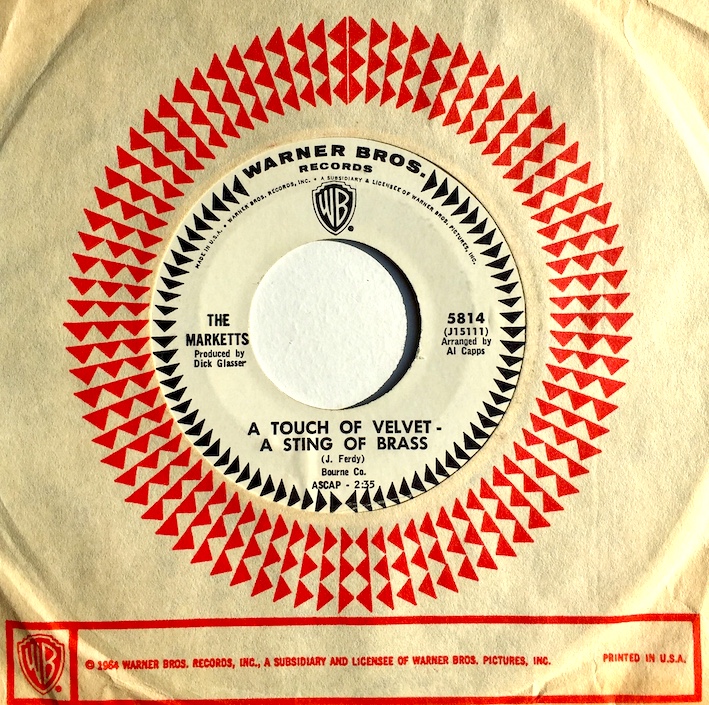 WARNER BROS.
RECORDS
MADE IN U.S.A. • WARNER BROS. RECORDS, INC. • A SUBSIDIARY & LICENSEE OF WARNER BROS. PICTURES, INC.
WB
®
THE
MARKETTS
Produced by
Dick Glasser
5814
(J15111)
Arranged by
Al Capps
A TOUCH OF VELVET -
A STING OF BRASS
(J. Ferdy)
Bourne Co.
ASCAP - 2:35
WB ®
© 1964 WARNER BROS. RECORDS, INC., A SUBSIDIARY AND LICENSEE OF WARNER BROS. PICTURES, INC.
PRINTED IN U.S.A.